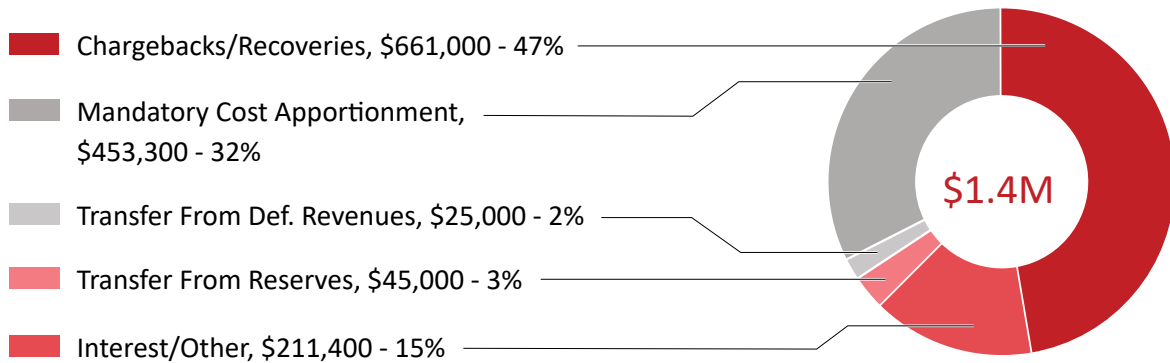 Chargebacks/Recoveries, $661,000 - 47%
Mandatory Cost Apportionment,
$453,300 - 32%
Transfer From Def. Revenues, $25,000 - 2%
Transfer From Reserves, $45,000 - 3%
Interest/Other, $211,400 - 15%
$1.4M